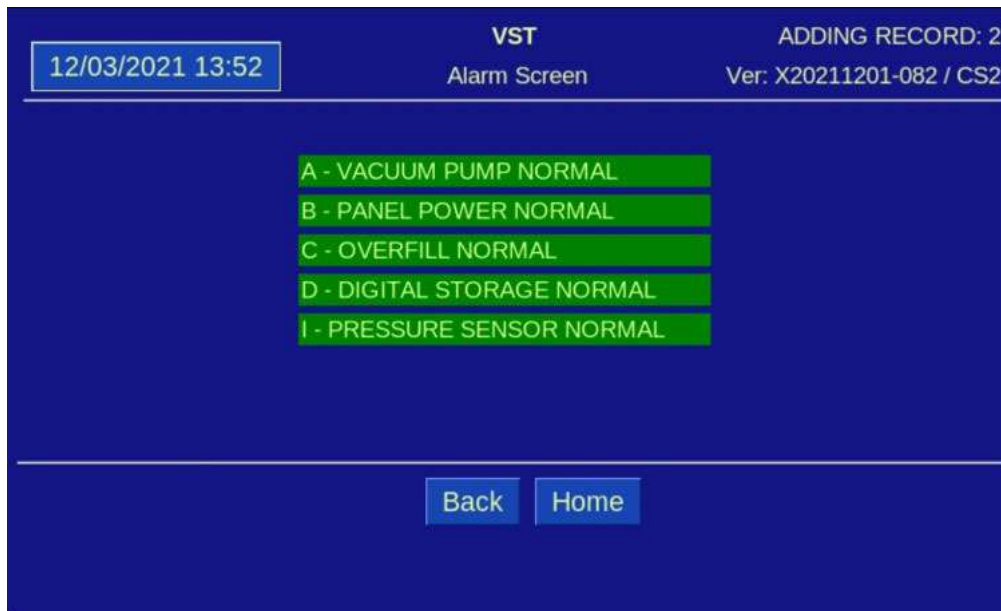 VST
ADDING RECORD: 2
12/03/2021 13:52
Alarm Screen
Ver: X20211201-082 / CS2
A - VACUUM PUMP NORMAL
B - PANEL POWER NORMAL
C - OVERFILL NORMAL
D - DIGITAL STORAGE NORMAL
I - PRESSURE SENSOR NORMAL
Back
Home